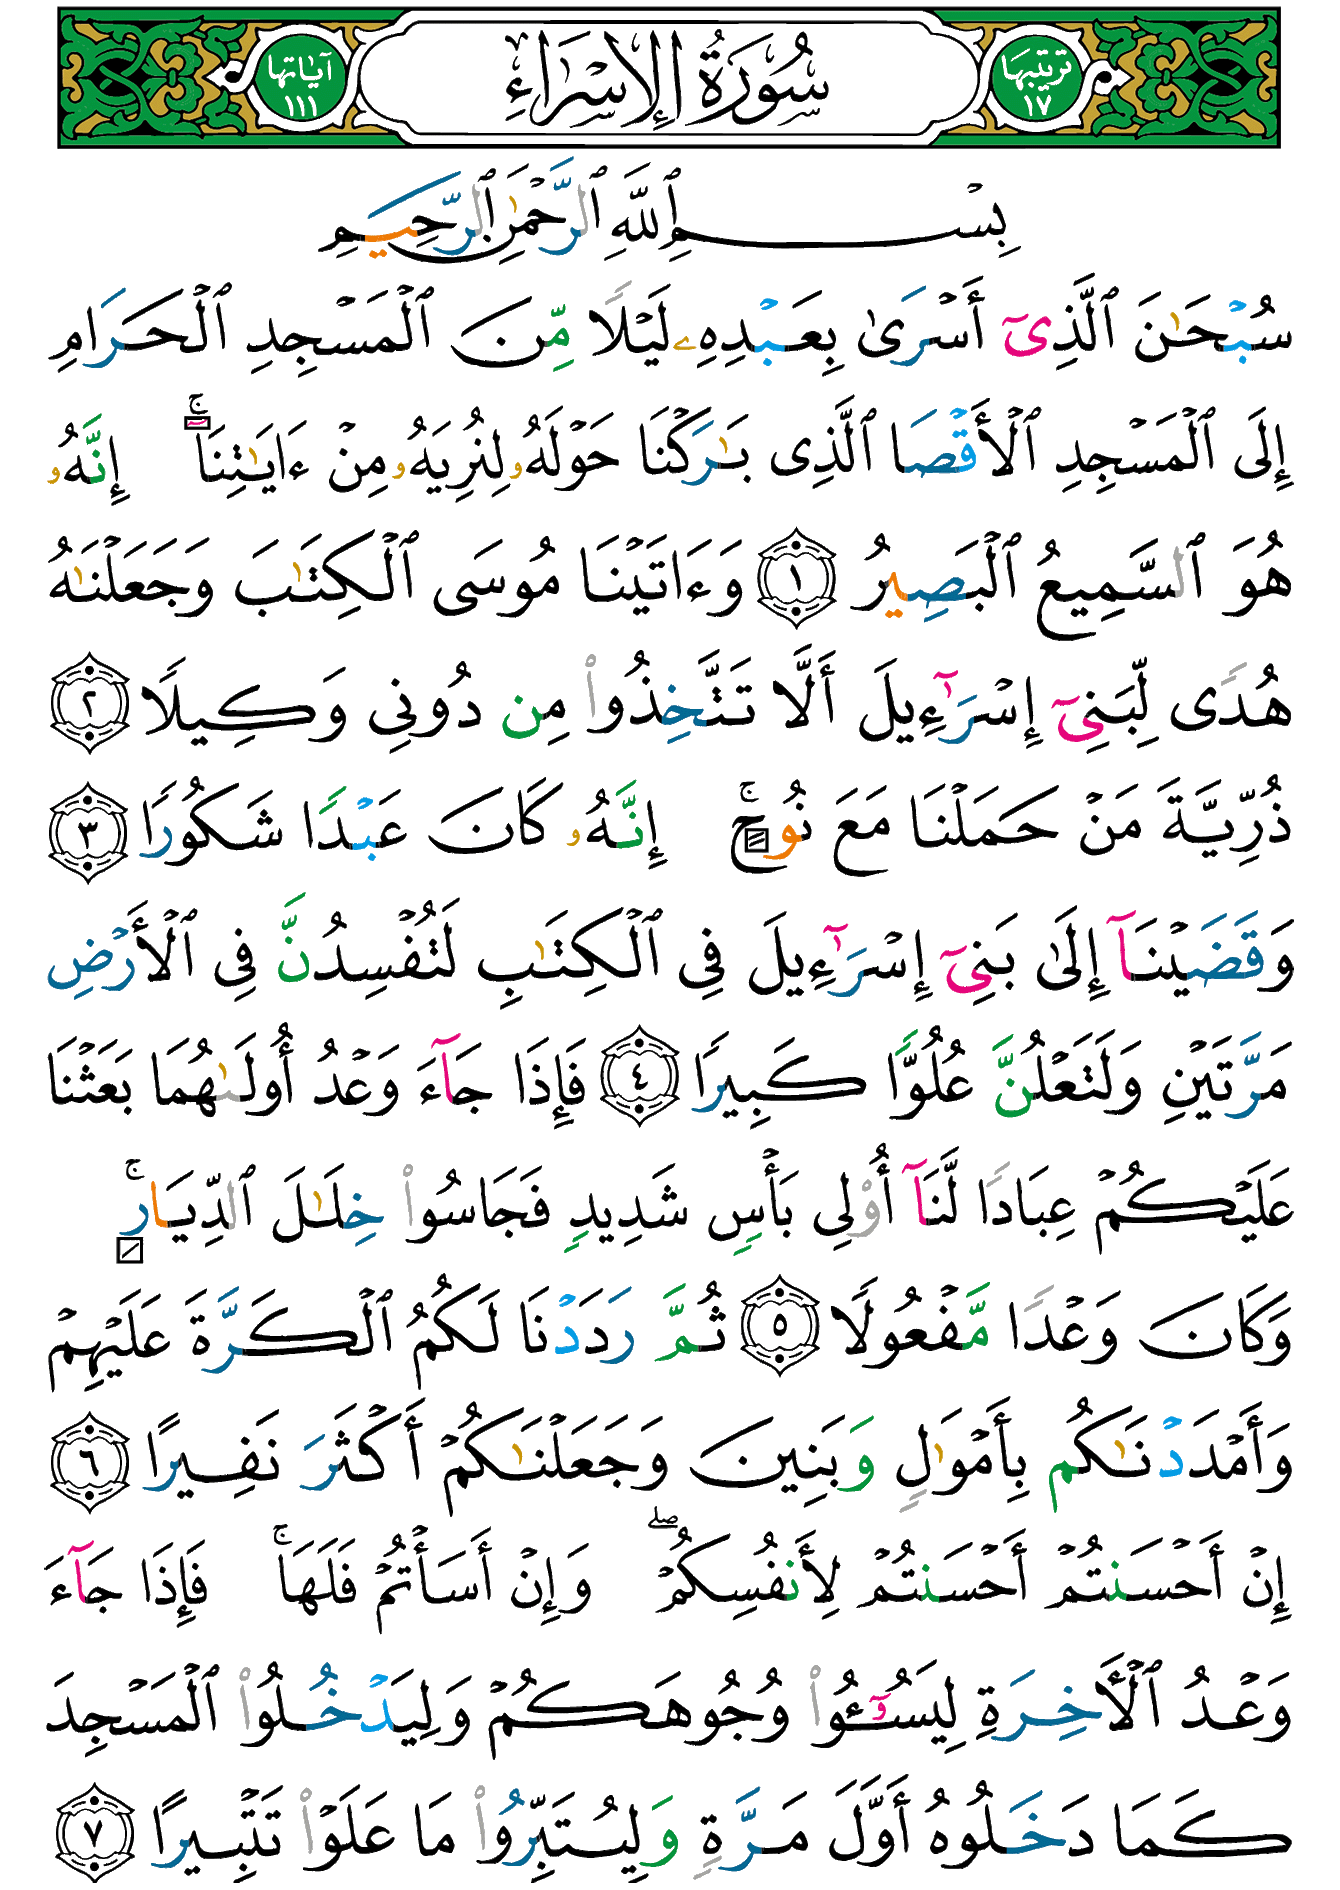 ترتيبها ١٧ سُورَةُ الإِسْرَاءِ آياتها ١١١
بِسْمِ ٱللَّهِ ٱلرَّحْمَٰنِ ٱلرَّحِيمِ
سُبْحَٰنَ ٱلَّذِىٓ أَسْرَىٰ بِعَبْدِهِۦ لَيْلًا مِّنَ ٱلْمَسْجِدِ ٱلْحَرَامِ
إِلَى ٱلْمَسْجِدِ ٱلْأَقْصَا ٱلَّذِى بَٰرَكْنَا حَوْلَهُۥ لِنُرِيَهُۥ مِنْ ءَايَٰتِنَآ ۚ إِنَّهُۥ
هُوَ ٱلسَّمِيعُ ٱلْبَصِيرُ ١ وَءَاتَيْنَا مُوسَى ٱلْكِتَٰبَ وَجَعَلْنَٰهُ
هُدًى لِّبَنِىٓ إِسْرَٰٓءِيلَ أَلَّا تَتَّخِذُوا۟ مِن دُونِى وَكِيلًا ٢
ذُرِّيَّةَ مَنْ حَمَلْنَا مَعَ نُوحٍ ۚ إِنَّهُۥ كَانَ عَبْدًا شَكُورًا ٣
وَقَضَيْنَآ إِلَىٰ بَنِىٓ إِسْرَٰٓءِيلَ فِى ٱلْكِتَٰبِ لَتُفْسِدُنَّ فِى ٱلْأَرْضِ
مَرَّتَيْنِ وَلَتَعْلُنَّ عُلُوًّا كَبِيرًا ٤ فَإِذَا جَآءَ وَعْدُ أُولَىٰهُمَا بَعَثْنَا
عَلَيْكُمْ عِبَادًا لَّنَآ أُو۟لِى بَأْسٍ شَدِيدٍ فَجَاسُوا۟ خِلَٰلَ ٱلدِّيَارِ ۚ
وَكَانَ وَعْدًا مَّفْعُولًا ٥ ثُمَّ رَدَدْنَا لَكُمُ ٱلْكَرَّةَ عَلَيْهِمْ
وَأَمْدَدْنَٰكُم بِأَمْوَٰلٍ وَبَنِينَ وَجَعَلْنَٰكُمْ أَكْثَرَ نَفِيرًا ٦
إِنْ أَحْسَنتُمْ أَحْسَنتُمْ لِأَنفُسِكُمْ ۖ وَإِنْ أَسَأْتُمْ فَلَهَا ۚ فَإِذَا جَآءَ
وَعْدُ ٱلْأَخِرَةِ لِيَسُـۥٓـُٔوا۟ وُجُوهَكُمْ وَلِيَدْخُلُوا۟ ٱلْمَسْجِدَ
كَمَا دَخَلُوهُ أَوَّلَ مَرَّةٍ وَلِيُتَبِّرُوا۟ مَا عَلَوْا۟ تَتْبِيرًا ٧